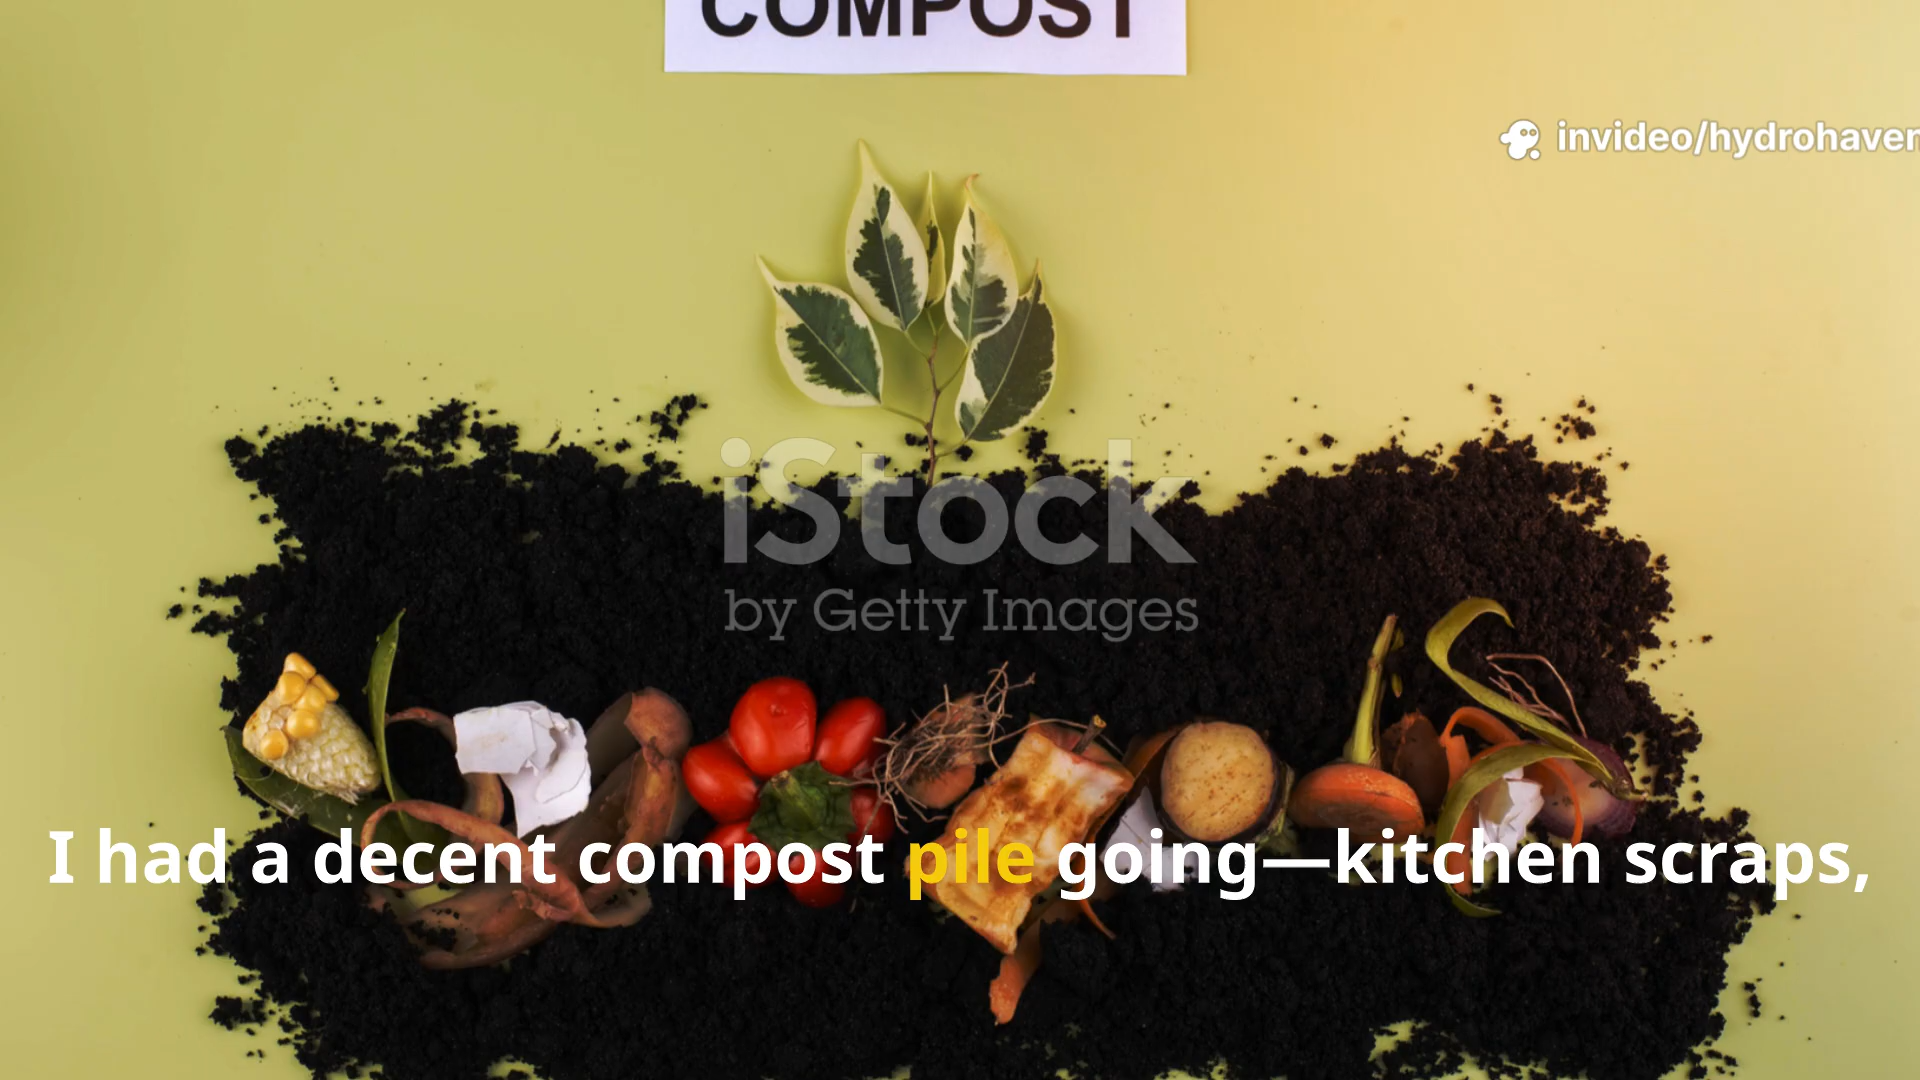 COMPOST
invideo/hydrohaven
iStock
by Getty Images
I had a decent compost pile going—kitchen scraps,